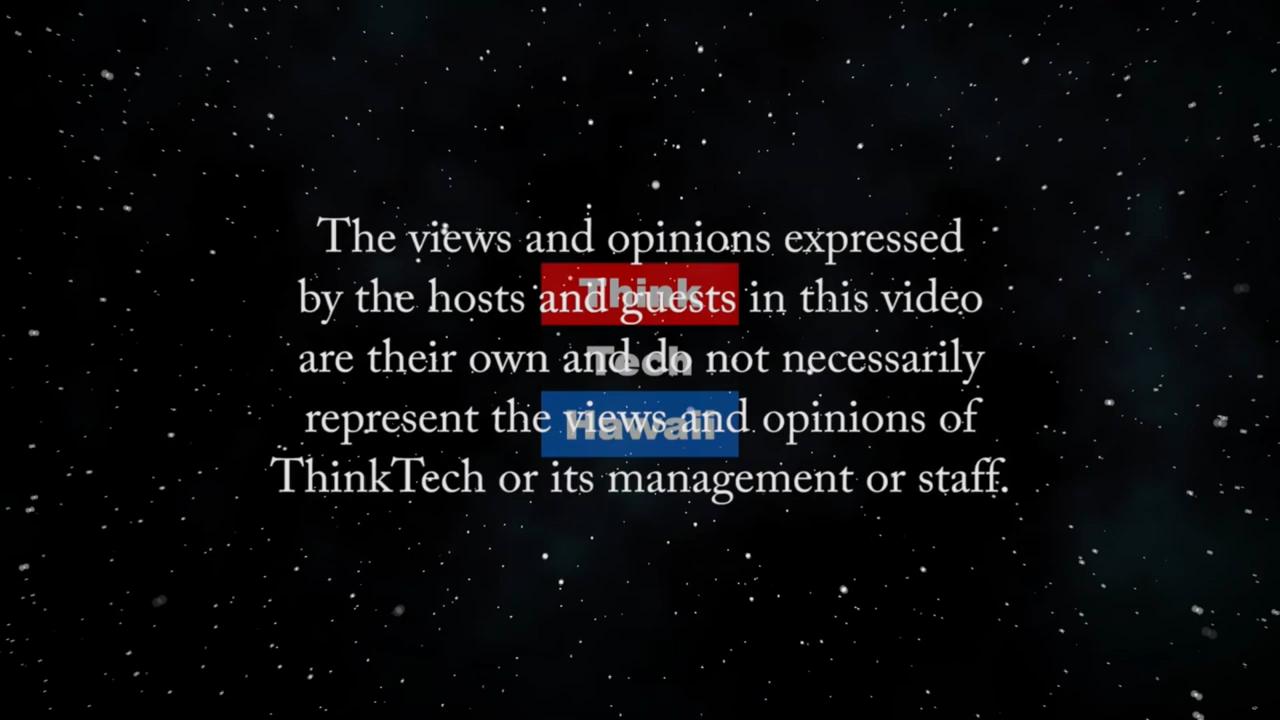 The views and opinions expressed
by the hosts and guests in this video
are their own and do not necessarily
represent the views and opinions of
ThinkTech or its management or staff.
Think
Tech
Hawaii